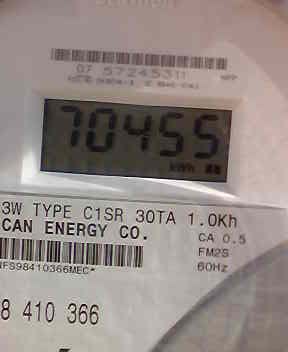 07 57245311
70455
kWh
3W TYPE C1SR 30TA 1.0Kh
CAN ENERGY CO.
CA 0.5
FM2S
60Hz
NFS98410366MEC*
8 410 366